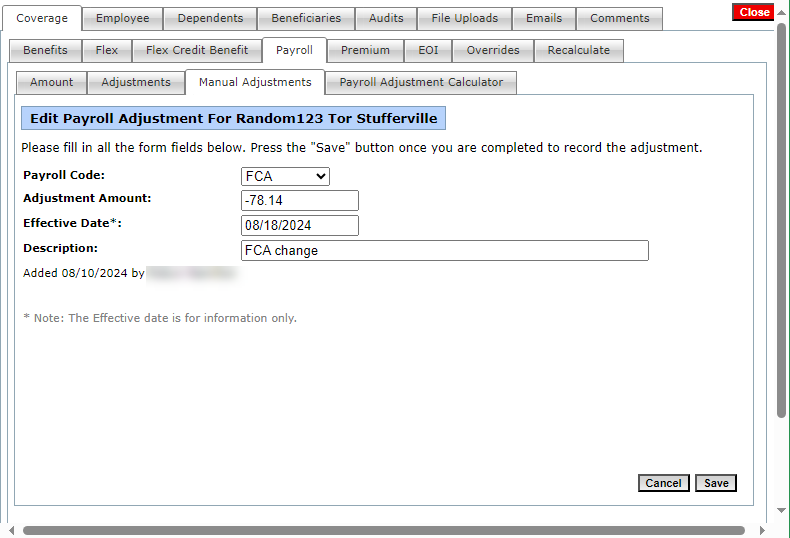 Coverage Employee Dependents Beneficiaries Audits File Uploads Emails Comments Close
Benefits Flex Flex Credit Benefit Payroll Premium EOI Overrides Recalculate
Amount Adjustments Manual Adjustments Payroll Adjustment Calculator
Edit Payroll Adjustment For Random123 Tor Stufferville
Please fill in all the form fields below. Press the "Save" button once you are completed to record the adjustment.
Payroll Code: FCA
Adjustment Amount: -78.14
Effective Date*: 08/18/2024
Description: FCA change
Added 08/10/2024 by
* Note: The Effective date is for information only.
Cancel Save